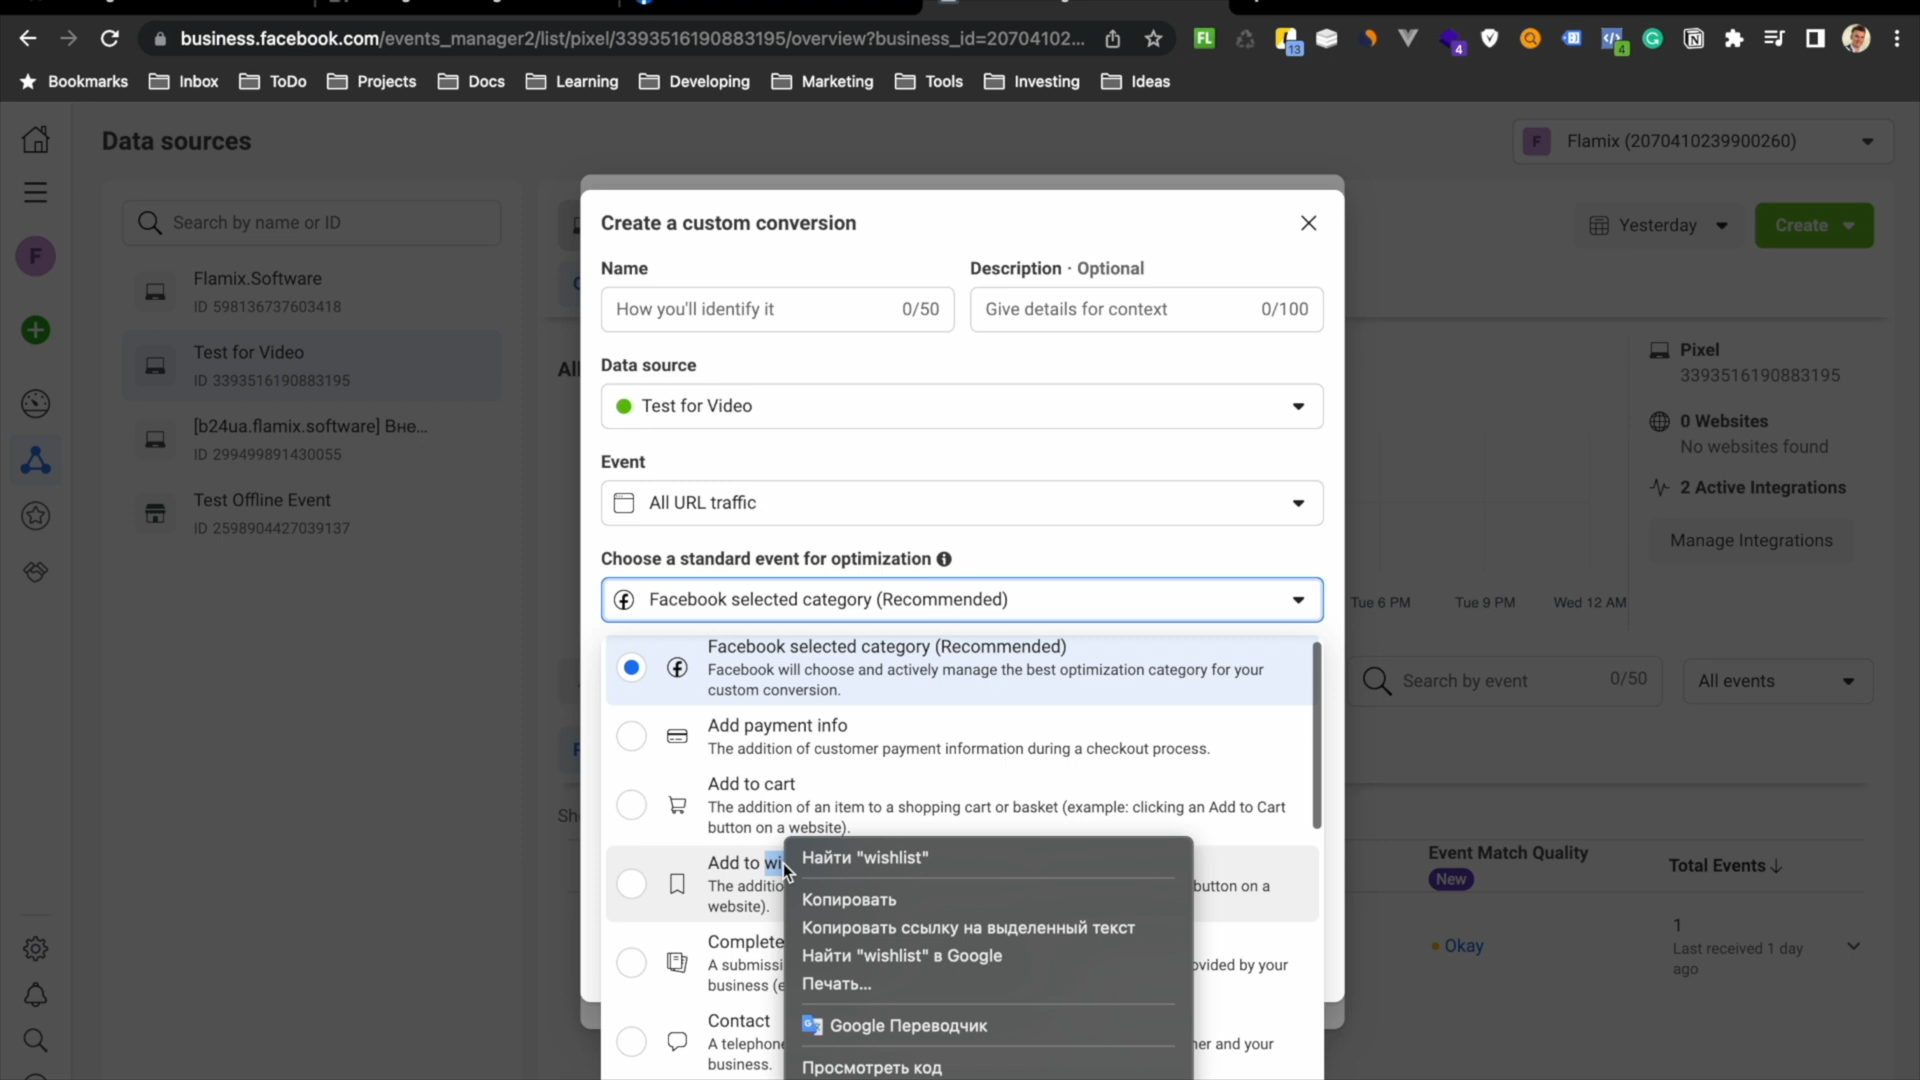 business.facebook.com/events_manager2/list/pixel/3393516190883195/overview?business_id=20704102...
FL
13
4
4
Bookmarks
Inbox
ToDo
Projects
Docs
Learning
Developing
Marketing
Tools
Investing
Ideas
Data sources
F
Flamix (2070410239900260)
Search by name or ID
Yesterday
Create
F
Flamix.Software
ID 598136737603418
Test for Video
ID 3393516190883195
[b24ua.flamix.software] Вне...
ID 299499891430055
Test Offline Event
ID 2598904427039137
All
Create a custom conversion
Name
Description · Optional
How you'll identify it
0/50
Give details for context
0/100
Data source
Test for Video
Event
All URL traffic
Choose a standard event for optimization
Facebook selected category (Recommended)
Facebook selected category (Recommended)
Facebook will choose and actively manage the best optimization category for your
custom conversion.
Add payment info
The addition of customer payment information during a checkout process.
Add to cart
The addition of an item to a shopping cart or basket (example: clicking an Add to Cart
button on a website).
Add to wi
The additio
button on a
website).
Complete
A submissi
ovided by your
business (e
Contact
A telephone
er and your
business.
Найти "wishlist"
Копировать
Копировать ссылку на выделенный текст
Найти "wishlist" в Google
Печать...
Google Переводчик
Просмотреть код
Pixel
3393516190883195
0 Websites
No websites found
2 Active Integrations
Manage Integrations
Tue 6 PM
Tue 9 PM
Wed 12 AM
Search by event
0/50
All events
Sh
Event Match Quality
New
Total Events
Okay
1
Last received 1 day
ago